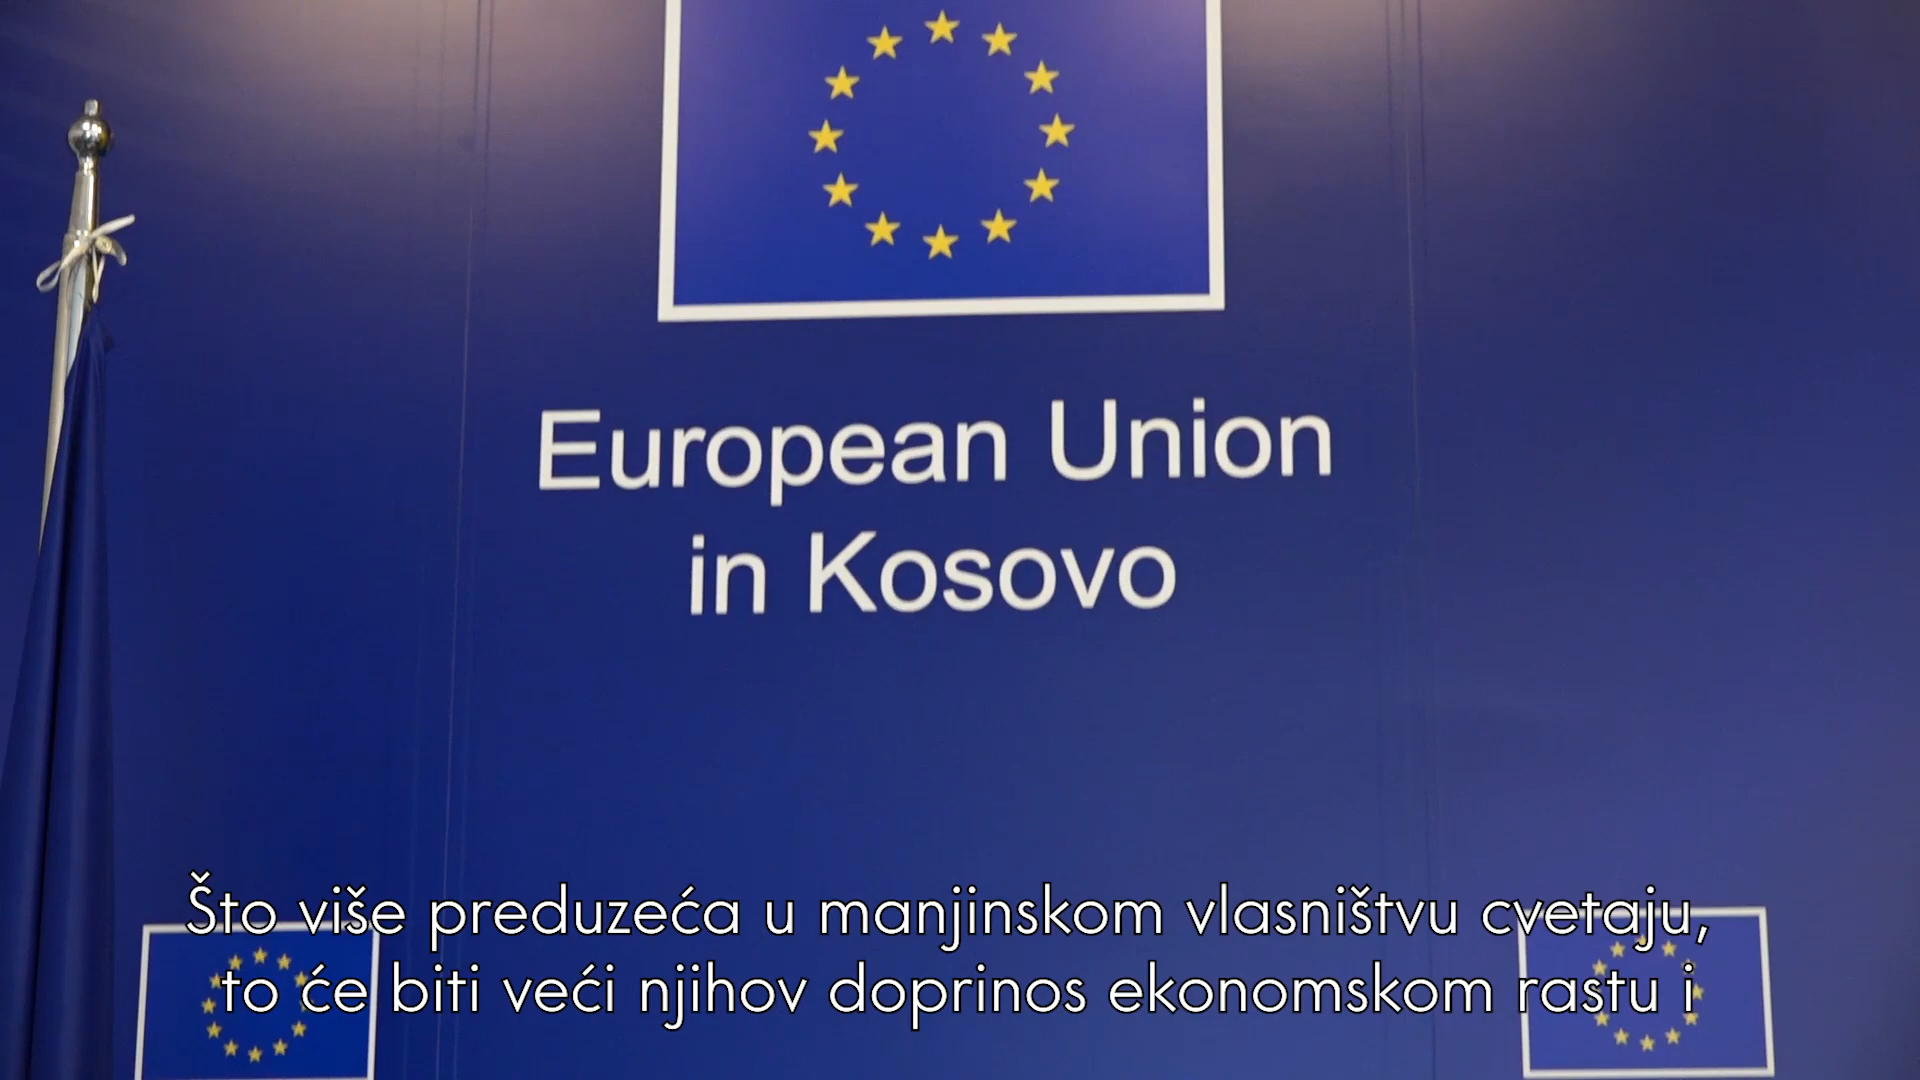 European Union
in Kosovo
Što više preduzeća u manjinskom vlasništvu cvetaju,
to će biti veći njihov doprinos ekonomskom rastu i